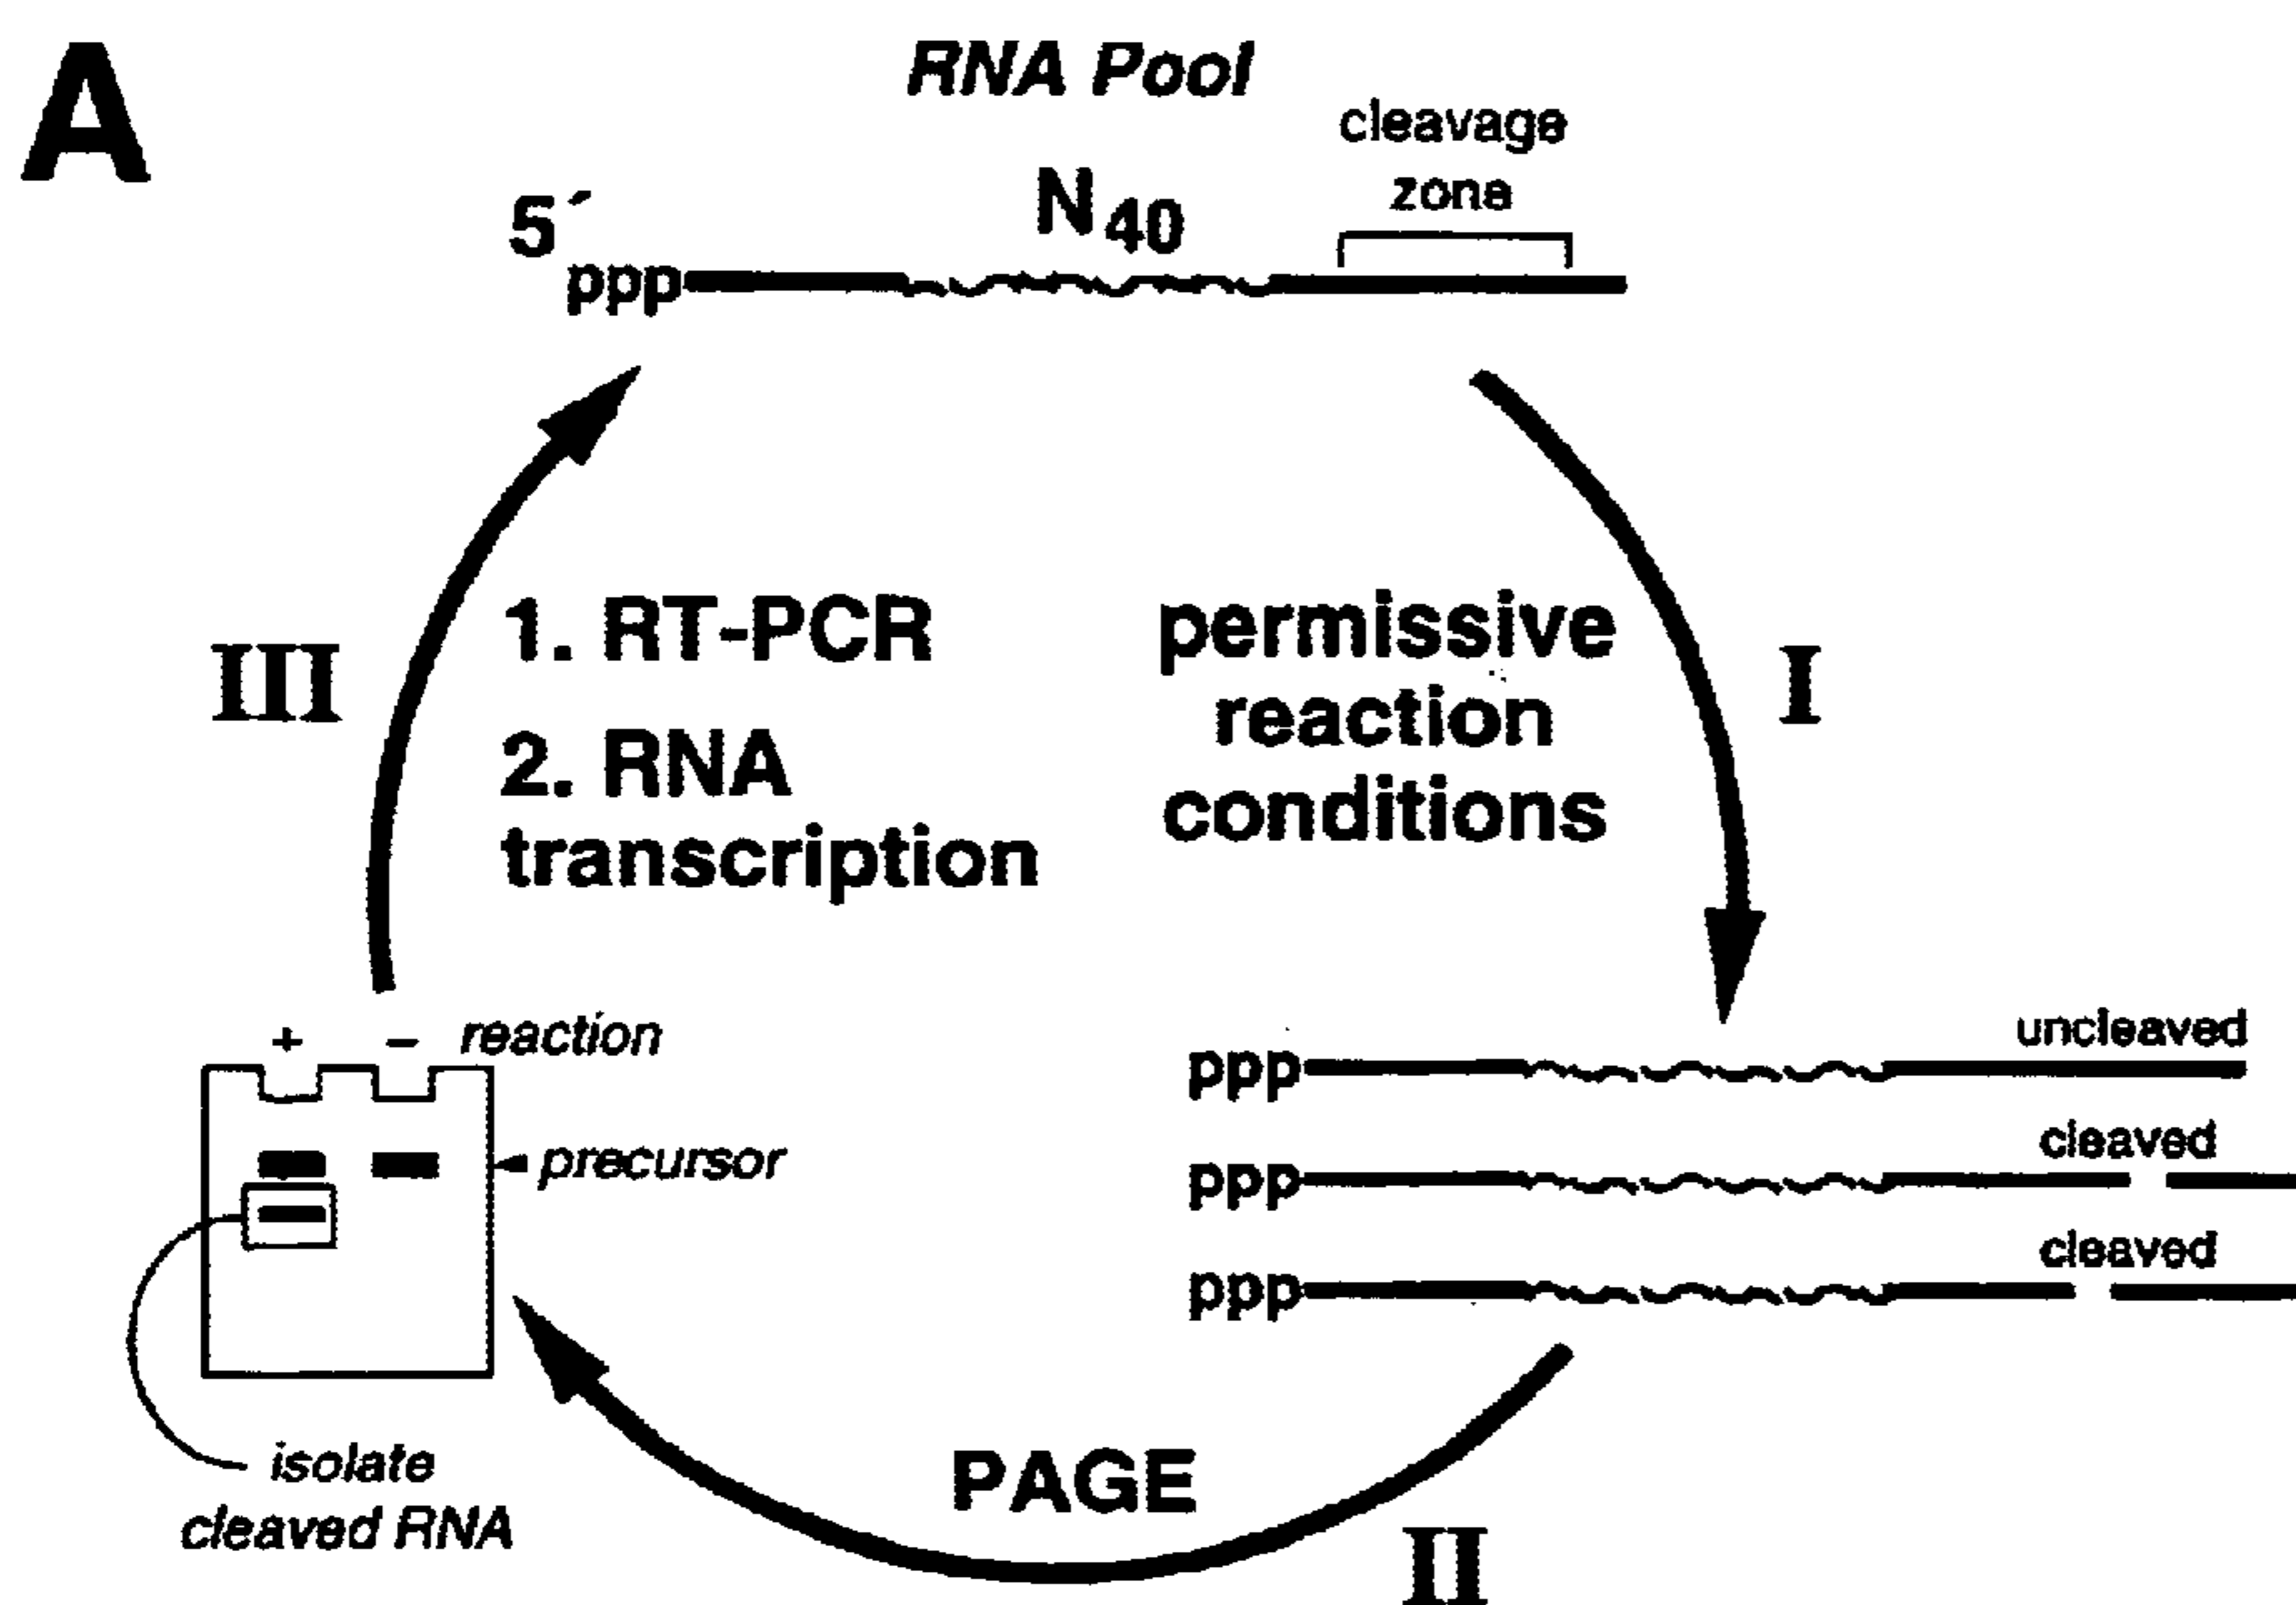 A
RNA Pool
cleavage
zone
N40
5´
ppp
III
1. RT-PCR
2. RNA
transcription
permissive
reaction
conditions
I
+ − reaction
precursor
isolate
cleaved RNA
uncleaved
ppp
cleaved
ppp
cleaved
ppp
PAGE
II